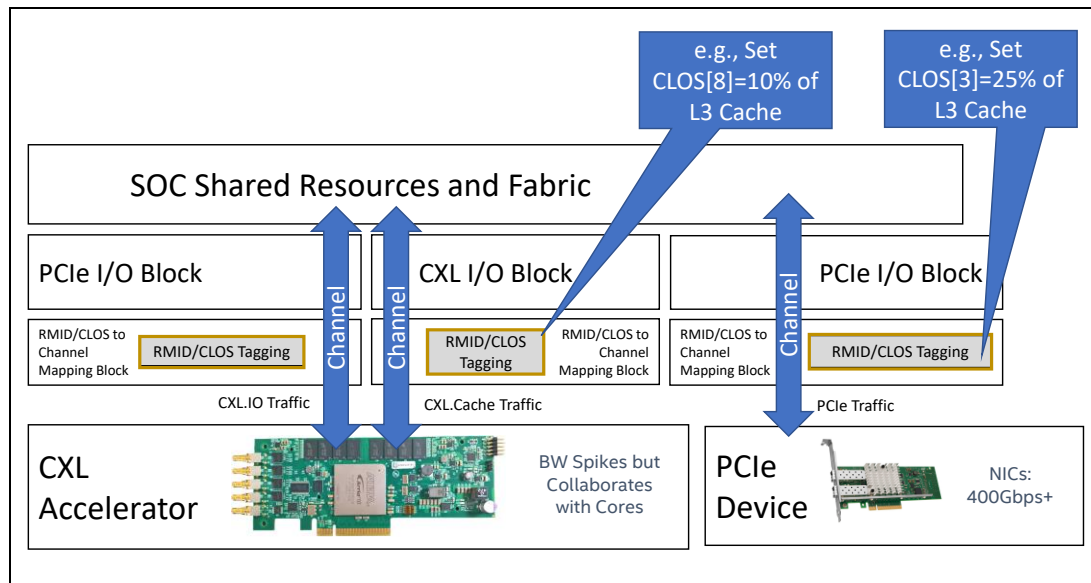 e.g., Set
CLOS[8]=10% of
L3 Cache
e.g., Set
CLOS[3]=25% of
L3 Cache
SOC Shared Resources and Fabric
PCIe I/O Block
CXL I/O Block
PCIe I/O Block
Channel
Channel
Channel
RMID/CLOS to
Channel
Mapping Block
RMID/CLOS Tagging
RMID/CLOS
Tagging
RMID/CLOS to
Channel
Mapping Block
RMID/CLOS to
Channel
Mapping Block
RMID/CLOS Tagging
CXL.IO Traffic
CXL.Cache Traffic
PCIe Traffic
CXL
Accelerator
BW Spikes but
Collaborates
with Cores
PCIe
Device
NICs:
400Gbps+